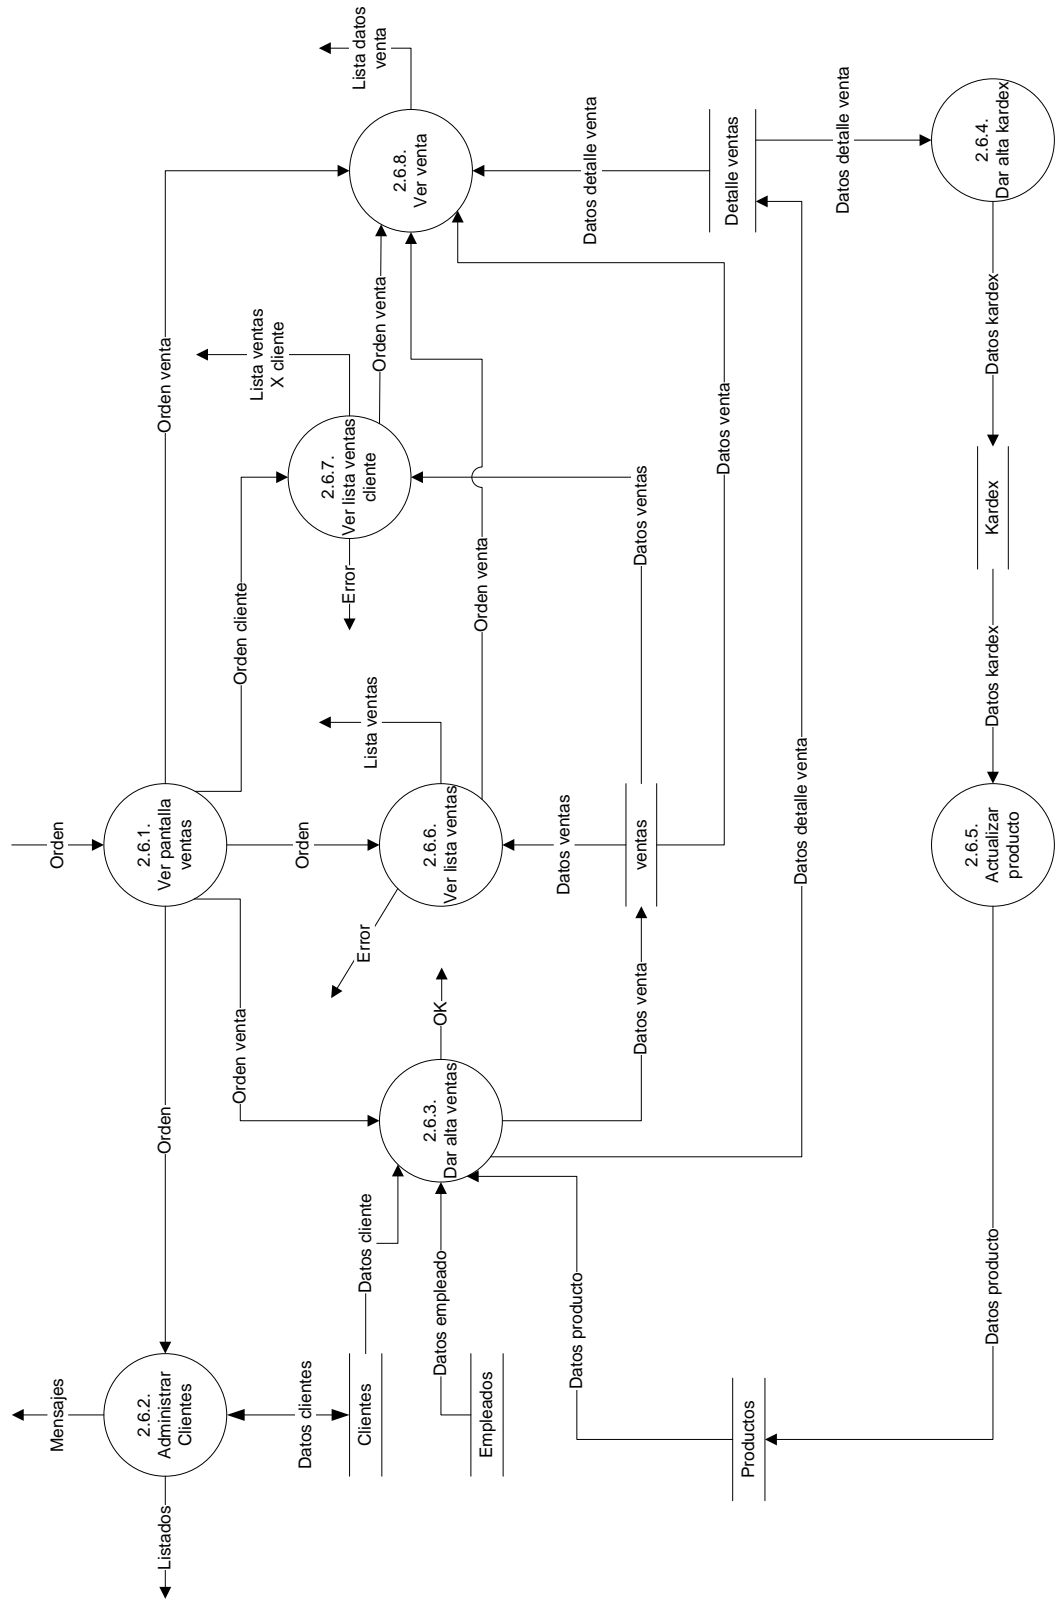 Mensajes
Listados
2.6.2.
Administrar
Clientes
Orden
Orden
2.6.1.
Ver pantalla
ventas
Orden venta
Lista datos
venta
Datos clientes
Clientes
Datos cliente
Orden venta
Orden
Orden cliente
Lista ventas
X cliente
2.6.8.
Ver venta
Error
Lista ventas
Error
2.6.7.
Ver lista ventas
cliente
Orden venta
Empleados
Datos empleado
2.6.3.
Dar alta ventas
OK
2.6.6.
Ver lista ventas
Orden venta
Datos producto
Datos ventas
Datos detalle venta
Datos venta
ventas
Datos ventas
Productos
Datos venta
Detalle ventas
Datos detalle venta
Datos detalle venta
Datos producto
2.6.5.
Actualizar
producto
Datos kardex
Kardex
Datos kardex
2.6.4.
Dar alta kardex